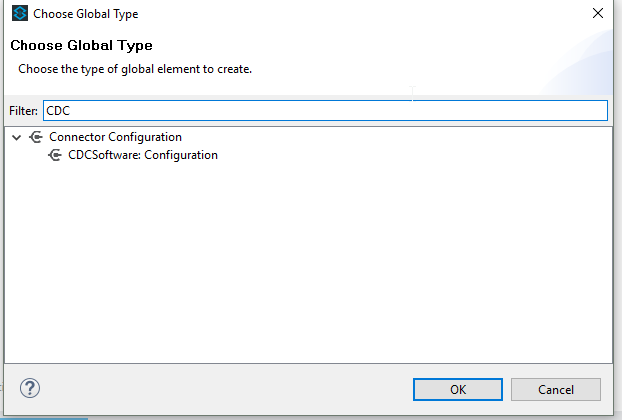 Choose Global Type
Choose Global Type
Choose the type of global element to create.
Filter: CDC
Connector Configuration
CDCSoftware: Configuration
?
OK Cancel